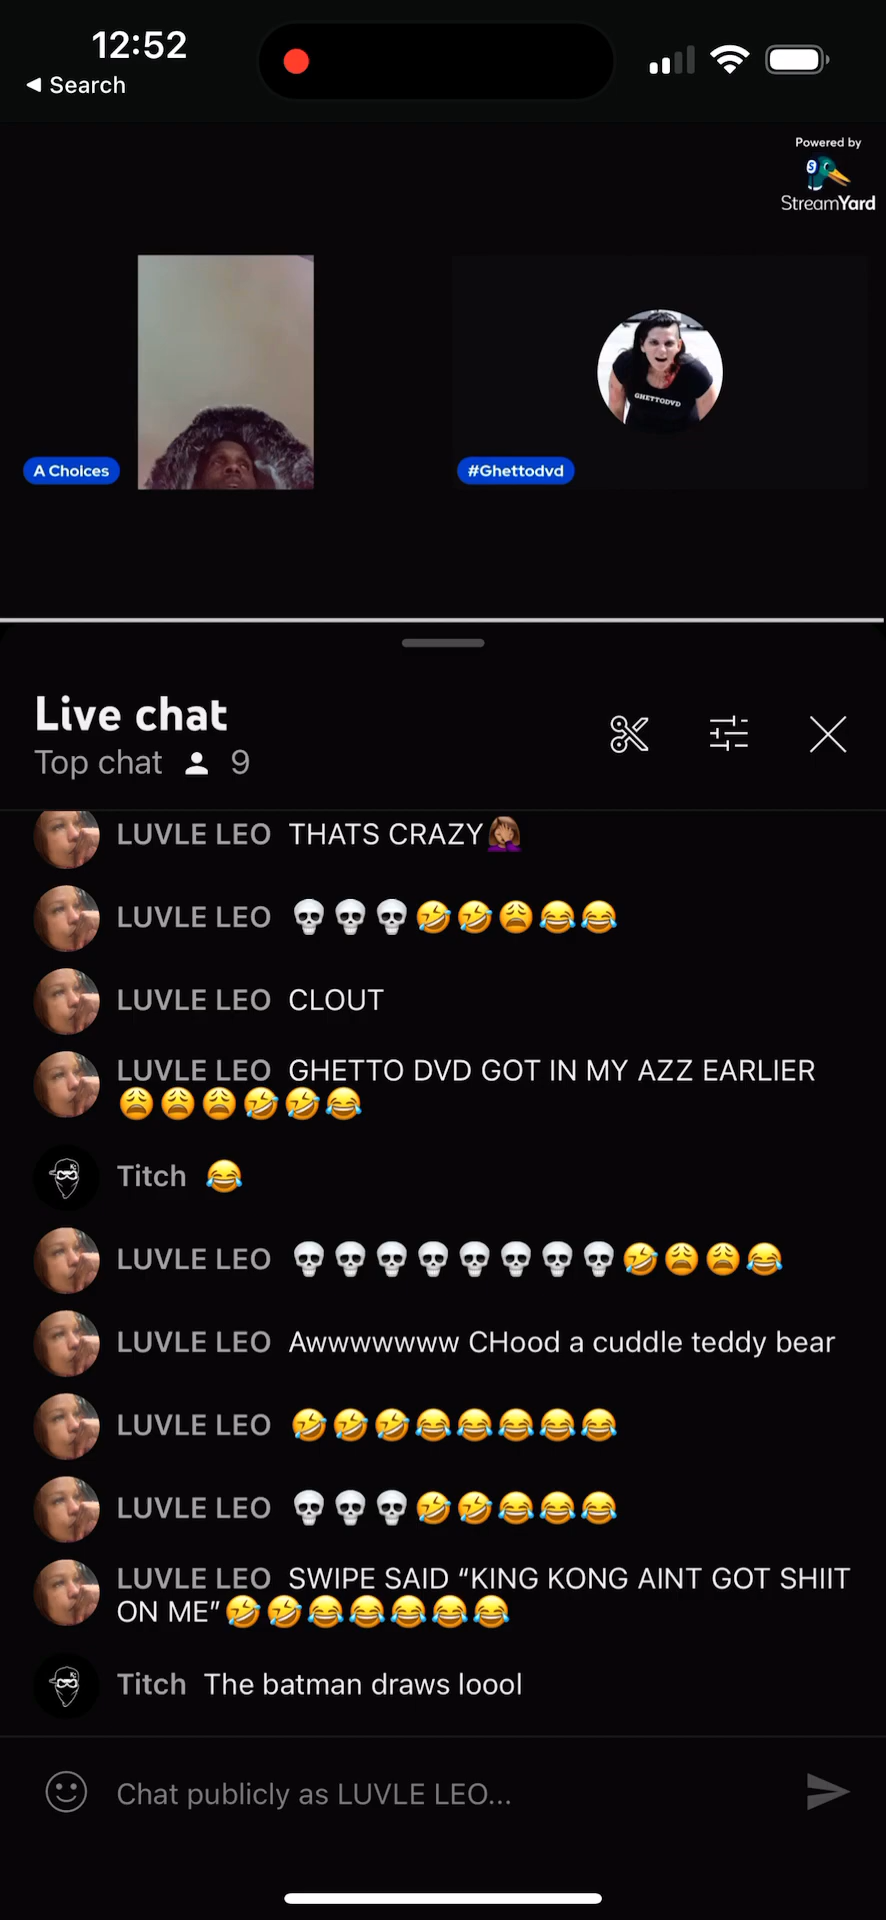 12:52
◀ Search
Powered by
StreamYard
GHETTODVD
A Choices
#Ghettodvd
Live chat
Top chat 9
LUVLE LEO THATS CRAZY🤦🏽‍♀️
LUVLE LEO 💀💀💀🤣🤣😩😂😂
LUVLE LEO CLOUT
LUVLE LEO GHETTO DVD GOT IN MY AZZ EARLIER
😩😩😩🤣🤣😂
Titch 😂
LUVLE LEO 💀💀💀💀💀💀💀💀🤣😩😩😂
LUVLE LEO Awwwwwww CHood a cuddle teddy bear
LUVLE LEO 🤣🤣🤣😂😂😂😂😂
LUVLE LEO 💀💀💀🤣🤣😂😂😂
LUVLE LEO SWIPE SAID “KING KONG AINT GOT SHIIT
ON ME”🤣🤣😂😂😂😂😂
Titch The batman draws loool
Chat publicly as LUVLE LEO...